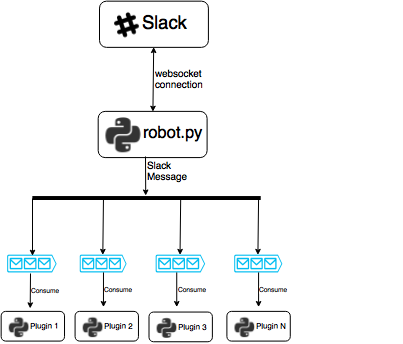 Slack
websocket
connection
robot.py
Slack
Message
Consume
Consume
Consume
Consume
Plugin 1
Plugin 2
Plugin 3
Plugin N